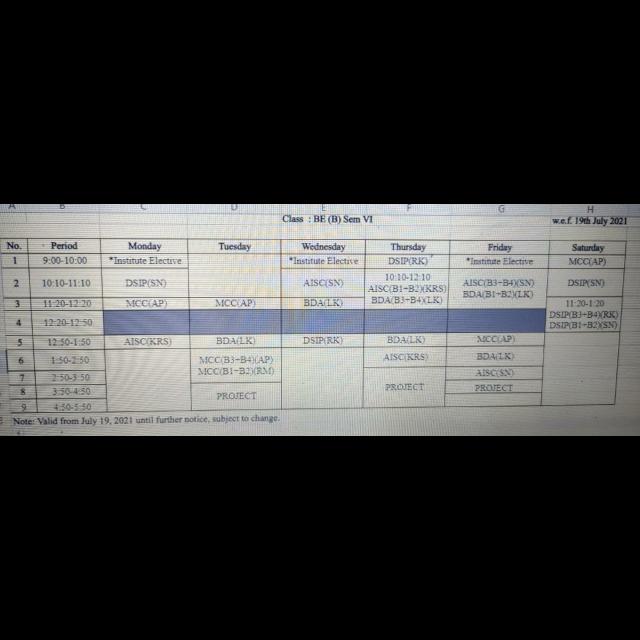 A B C D E F G H
Class : BE (B) Sem VI w.e.f. 19th July 2021
No. Period Monday Tuesday Wednesday Thursday Friday Saturday
1 9:00-10:00 *Institute Elective *Institute Elective DSIP(RK) *Institute Elective MCC(AP)
2 10:10-11:10 DSIP(SN) AISC(SN) 10:10-12:10 AISC(B3-B4)(SN) DSIP(SN)
AISC(B1-B2)(KRS) BDA(B1-B2)(LK)
BDA(B3-B4)(LK)
3 11:20-12:20 MCC(AP) MCC(AP) BDA(LK) 11:20-1:20
4 12:20-12:50 DSIP(B3-B4)(RK)
DSIP(B1-B2)(SN)
5 12:50-1:50 AISC(KRS) BDA(LK) DSIP(RK) BDA(LK) MCC(AP)
6 1:50-2:50 MCC(B3-B4)(AP) AISC(KRS) BDA(LK)
MCC(B1-B2)(RM)
7 2:50-3:50 AISC(SN)
8 3:50-4:50 PROJECT PROJECT PROJECT
9 4:50-5:50
Note: Valid from July 19, 2021 until further notice, subject to change.